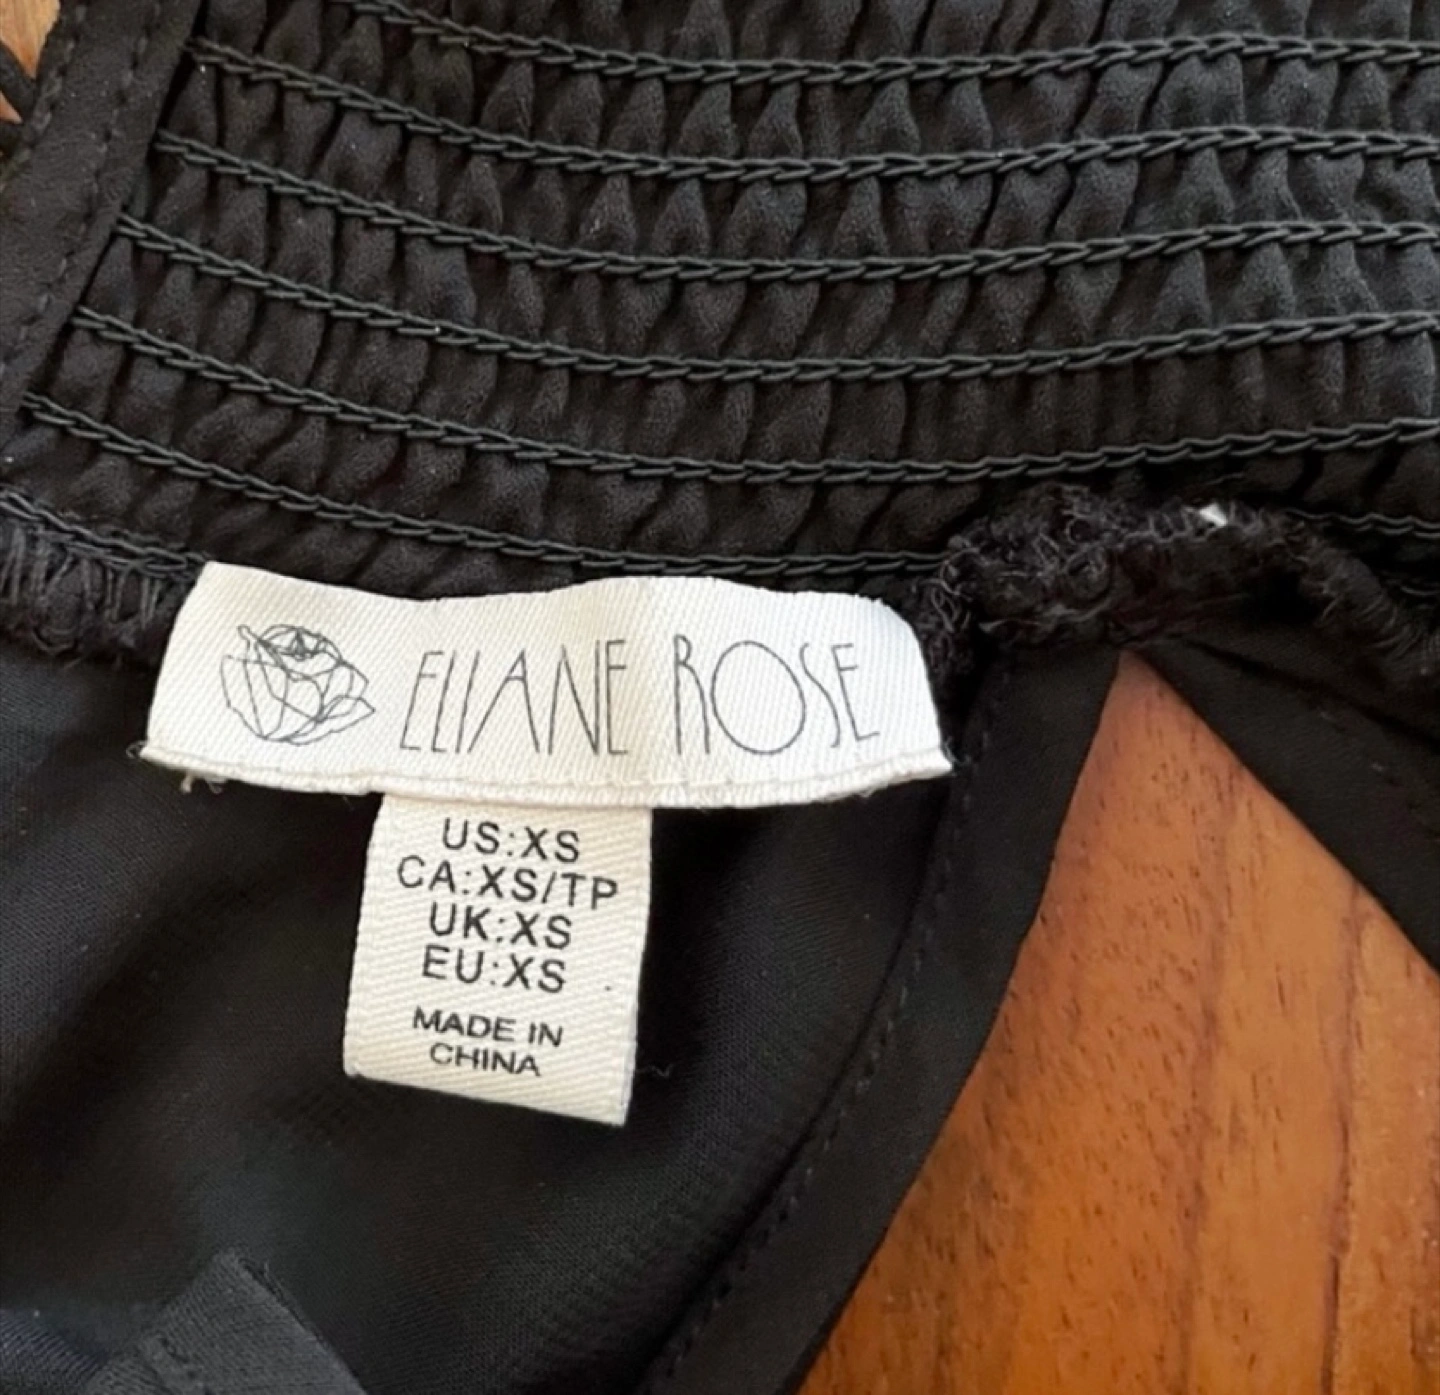 ELIANE ROSE
US:XS
CA:XS/TP
UK:XS
EU:XS
MADE IN
CHINA